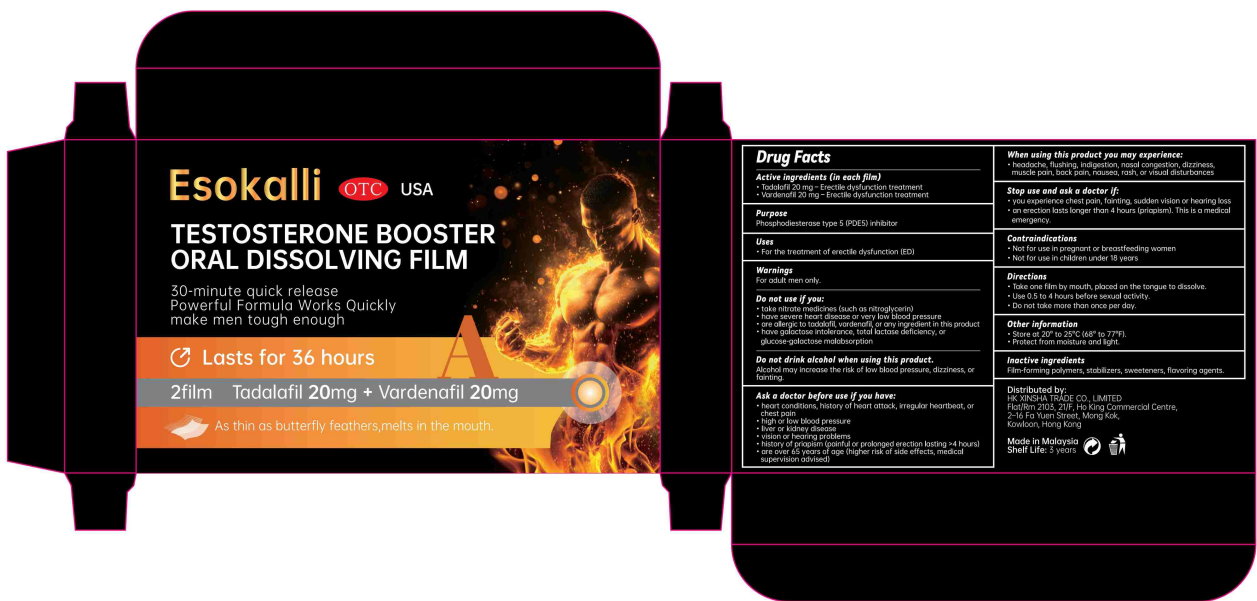 Esokalli OTC USA
TESTOSTERONE BOOSTER
ORAL DISSOLVING FILM
30-minute quick release
Powerful Formula Works Quickly
make men tough enough
A
Lasts for 36 hours
2film Tadalafil 20mg + Vardenafil 20mg
As thin as butterfly feathers,melts in the mouth.
Drug Facts
Active ingredients (in each film)
• Tadalafil 20 mg – Erectile dysfunction treatment
• Vardenafil 20 mg – Erectile dysfunction treatment
Purpose
Phosphodiesterase type 5 (PDE5) inhibitor
Uses
• For the treatment of erectile dysfunction (ED)
Warnings
For adult men only.
Do not use if you:
• take nitrate medicines (such as nitroglycerin)
• have severe heart disease or very low blood pressure
• are allergic to tadalafil, vardenafil, or any ingredient in this product
• have galactose intolerance, total lactase deficiency, or
glucose-galactose malabsorption
Do not drink alcohol when using this product.
Alcohol may increase the risk of low blood pressure, dizziness, or
fainting.
Ask a doctor before use if you have:
• heart conditions, history of heart attack, irregular heartbeat, or
chest pain
• high or low blood pressure
• liver or kidney disease
• vision or hearing problems
• history of priapism (painful or prolonged erection lasting >4 hours)
• are over 65 years of age (higher risk of side effects, medical
supervision advised)
When using this product you may experience:
• headache, flushing, indigestion, nasal congestion, dizziness,
muscle pain, back pain, nausea, rash, or visual disturbances
Stop use and ask a doctor if:
• you experience chest pain, fainting, sudden vision or hearing loss
• an erection lasts longer than 4 hours (priapism). This is a medical
emergency.
Contraindications
• Not for use in pregnant or breastfeeding women
• Not for use in children under 18 years
Directions
• Take one film by mouth, placed on the tongue to dissolve.
• Use 0.5 to 4 hours before sexual activity.
• Do not take more than once per day.
Other information
• Store at 20° to 25°C (68° to 77°F).
• Protect from moisture and light.
Inactive ingredients
Film-forming polymers, stabilizers, sweeteners, flavoring agents.
Distributed by:
HK XINSHA TRADE CO., LIMITED
Flat/Rm 2103, 21/F, Ho King Commercial Centre,
2–16 Fa Yuen Street, Mong Kok,
Kowloon, Hong Kong
Made in Malaysia
Shelf Life: 3 years